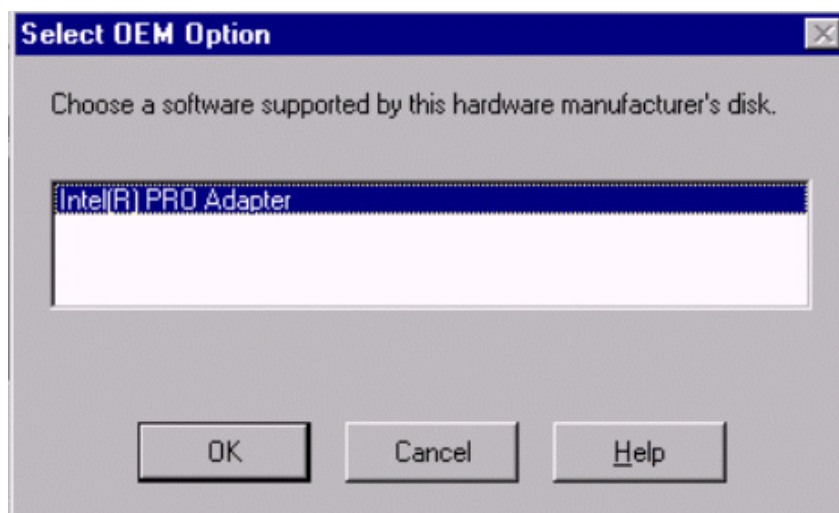 Select OEM Option
Choose a software supported by this hardware manufacturer's disk.
Intel(R) PRO Adapter
OK Cancel Help